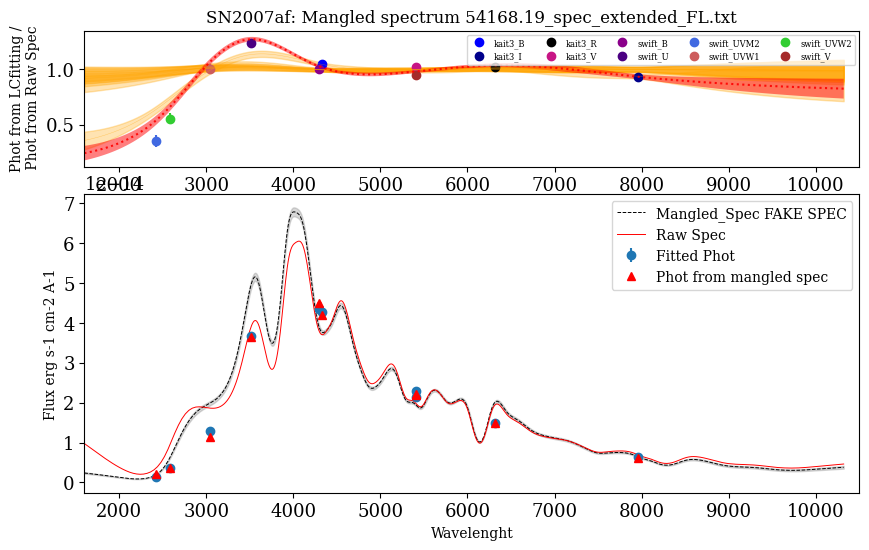 SN2007af: Mangled spectrum 54168.19_spec_extended_FL.txt
Phot from LCfitting /
Phot from Raw Spec
1.0
0.5
kait3_B kait3_R swift_B swift_UVM2 swift_UVW2
kait3_I kait3_V swift_U swift_UVW1 swift_V
2000 3000 4000 5000 6000 7000 8000 9000 10000
1e−14
Flux erg s-1 cm-2 A-1
7
6
5
4
3
2
1
0
Mangled_Spec FAKE SPEC
Raw Spec
Fitted Phot
Phot from mangled spec
2000 3000 4000 5000 6000 7000 8000 9000 10000
Wavelenght